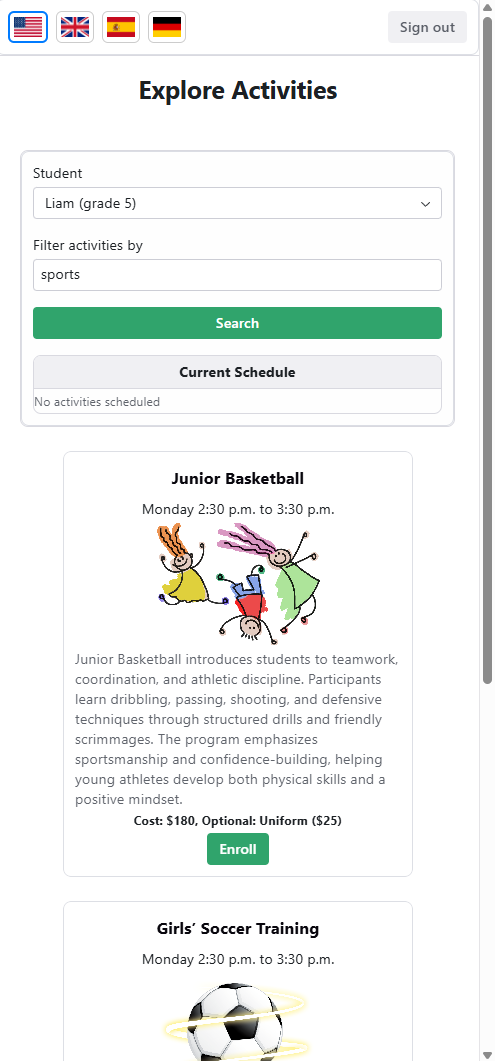 Sign out
Explore Activities
Student
Liam (grade 5)
Filter activities by
sports
Search
Current Schedule
No activities scheduled
Junior Basketball
Monday 2:30 p.m. to 3:30 p.m.
Junior Basketball introduces students to teamwork,
coordination, and athletic discipline. Participants
learn dribbling, passing, shooting, and defensive
techniques through structured drills and friendly
scrimmages. The program emphasizes
sportsmanship and confidence-building, helping
young athletes develop both physical skills and a
positive mindset.
Cost: $180, Optional: Uniform ($25)
Enroll
Girls’ Soccer Training
Monday 2:30 p.m. to 3:30 p.m.